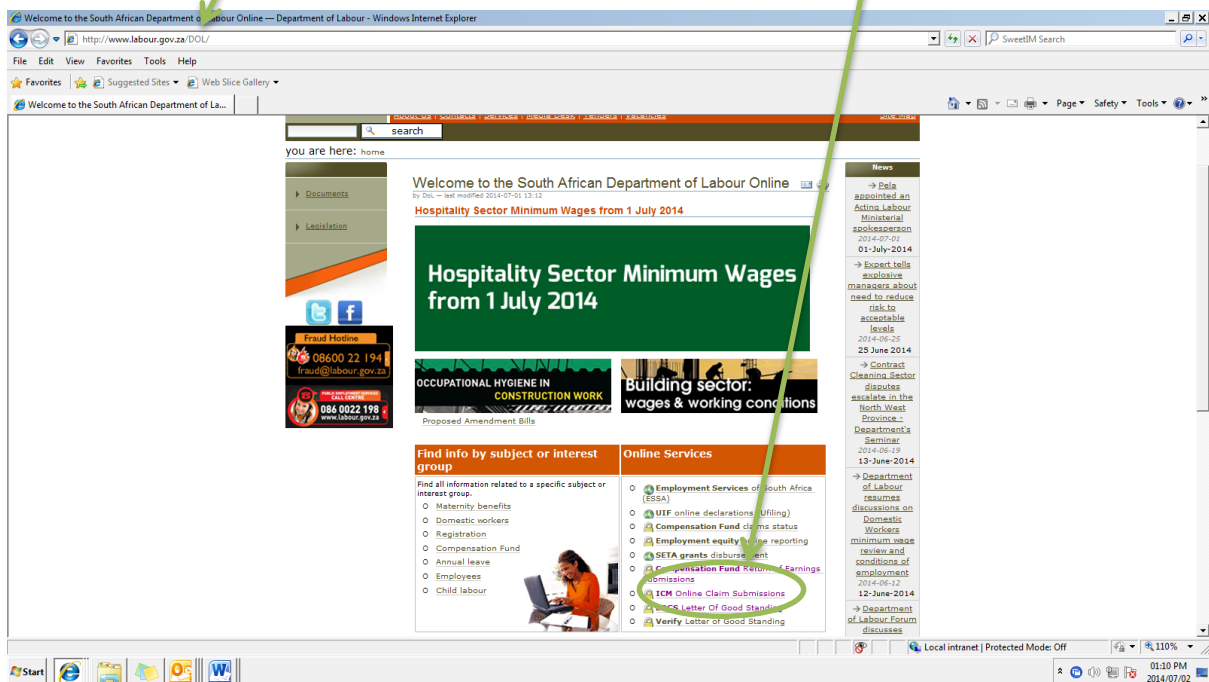 Welcome to the South African Department of Labour Online — Department of Labour - Windows Internet Explorer
http://www.labour.gov.za/DOL/
SweetIM Search
File Edit View Favorites Tools Help
Favorites Suggested Sites Web Slice Gallery
Welcome to the South African Department of La...
Page Safety Tools
About Us | Contacts | Services | Media Desk | Tenders | Vacancies
Site Map
search
you are here: home
Documents
Legislation
Fraud Hotline
08600 22 194
fraud@labour.gov.za
PUBLIC EMPLOYMENT SERVICES
CALL CENTRE
086 0022 198
www.labour.gov.za
Welcome to the South African Department of Labour Online
by DoL — last modified 2014-07-01 13:12
Hospitality Sector Minimum Wages from 1 July 2014
Hospitality Sector Minimum Wages
from 1 July 2014
OCCUPATIONAL HYGIENE IN
CONSTRUCTION WORK
Building sector:
wages & working conditions
Proposed Amendment Bills
Find info by subject or interest
group
Find all information related to a specific subject or
interest group.
Maternity benefits
Domestic workers
Registration
Compensation Fund
Annual leave
Employees
Child labour
Online Services
Employment Services of South Africa
(ESSA)
UIF online declarations (Ufiling)
Compensation Fund claims status
Employment equity online reporting
SETA grants disbursement
Compensation Fund Return of Earnings
submissions
ICM Online Claim Submissions
Letter Of Good Standing
Verify Letter of Good Standing
News
→ Pela
appointed an
Acting Labour
Ministerial
spokesperson
2014-07-01
01-July-2014
→ Expert tells
explosive
managers about
need to reduce
risk to
acceptable
levels
2014-06-25
25 June 2014
→ Contract
Cleaning Sector
disputes
escalate in the
North West
Province -
Department's
Seminar
2014-06-19
13-June-2014
→ Department
of Labour
resumes
discussions on
Domestic
Workers
minimum wage
review and
conditions of
employment
2014-06-12
12-June-2014
→ Department
of Labour Forum
discusses
Local intranet | Protected Mode: Off
110%
Start
01:10 PM
2014/07/02